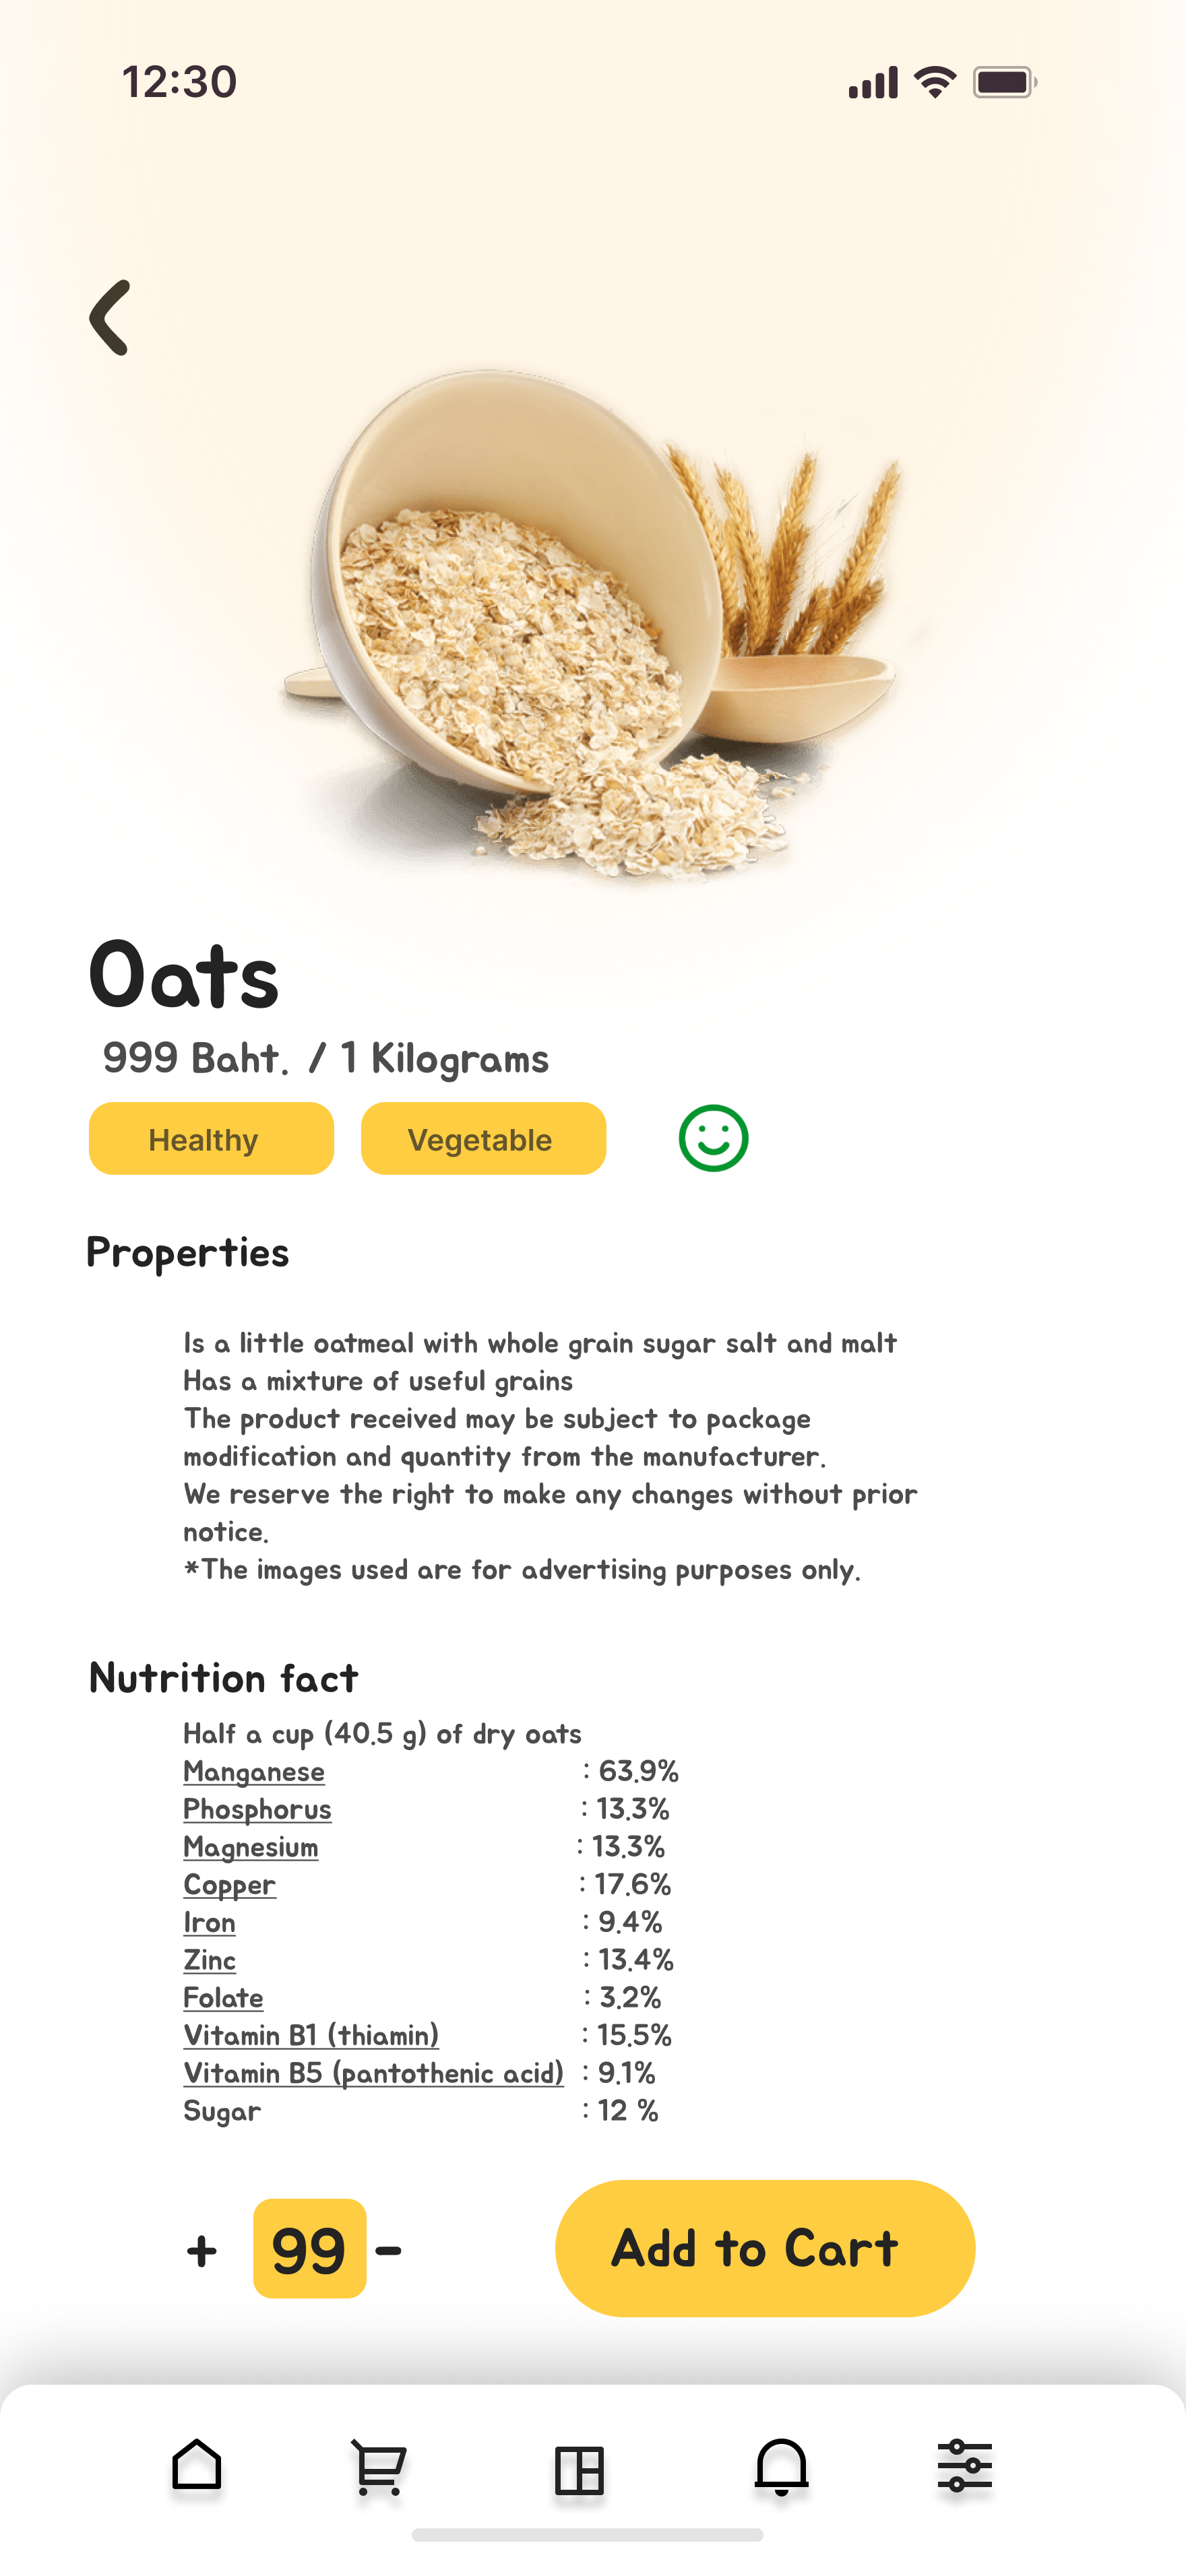 12:30
Oats
999 Baht. / 1 Kilograms
Healthy Vegetable
Properties
Is a little oatmeal with whole grain sugar salt and malt
Has a mixture of useful grains
The product received may be subject to package
modification and quantity from the manufacturer.
We reserve the right to make any changes without prior
notice.
*The images used are for advertising purposes only.
Nutrition fact
Half a cup (40.5 g) of dry oats
Manganese : 63.9%
Phosphorus : 13.3%
Magnesium : 13.3%
Copper : 17.6%
Iron : 9.4%
Zinc : 13.4%
Folate : 3.2%
Vitamin B1 (thiamin) : 15.5%
Vitamin B5 (pantothenic acid) : 9.1%
Sugar : 12 %
+ 99 - Add to Cart